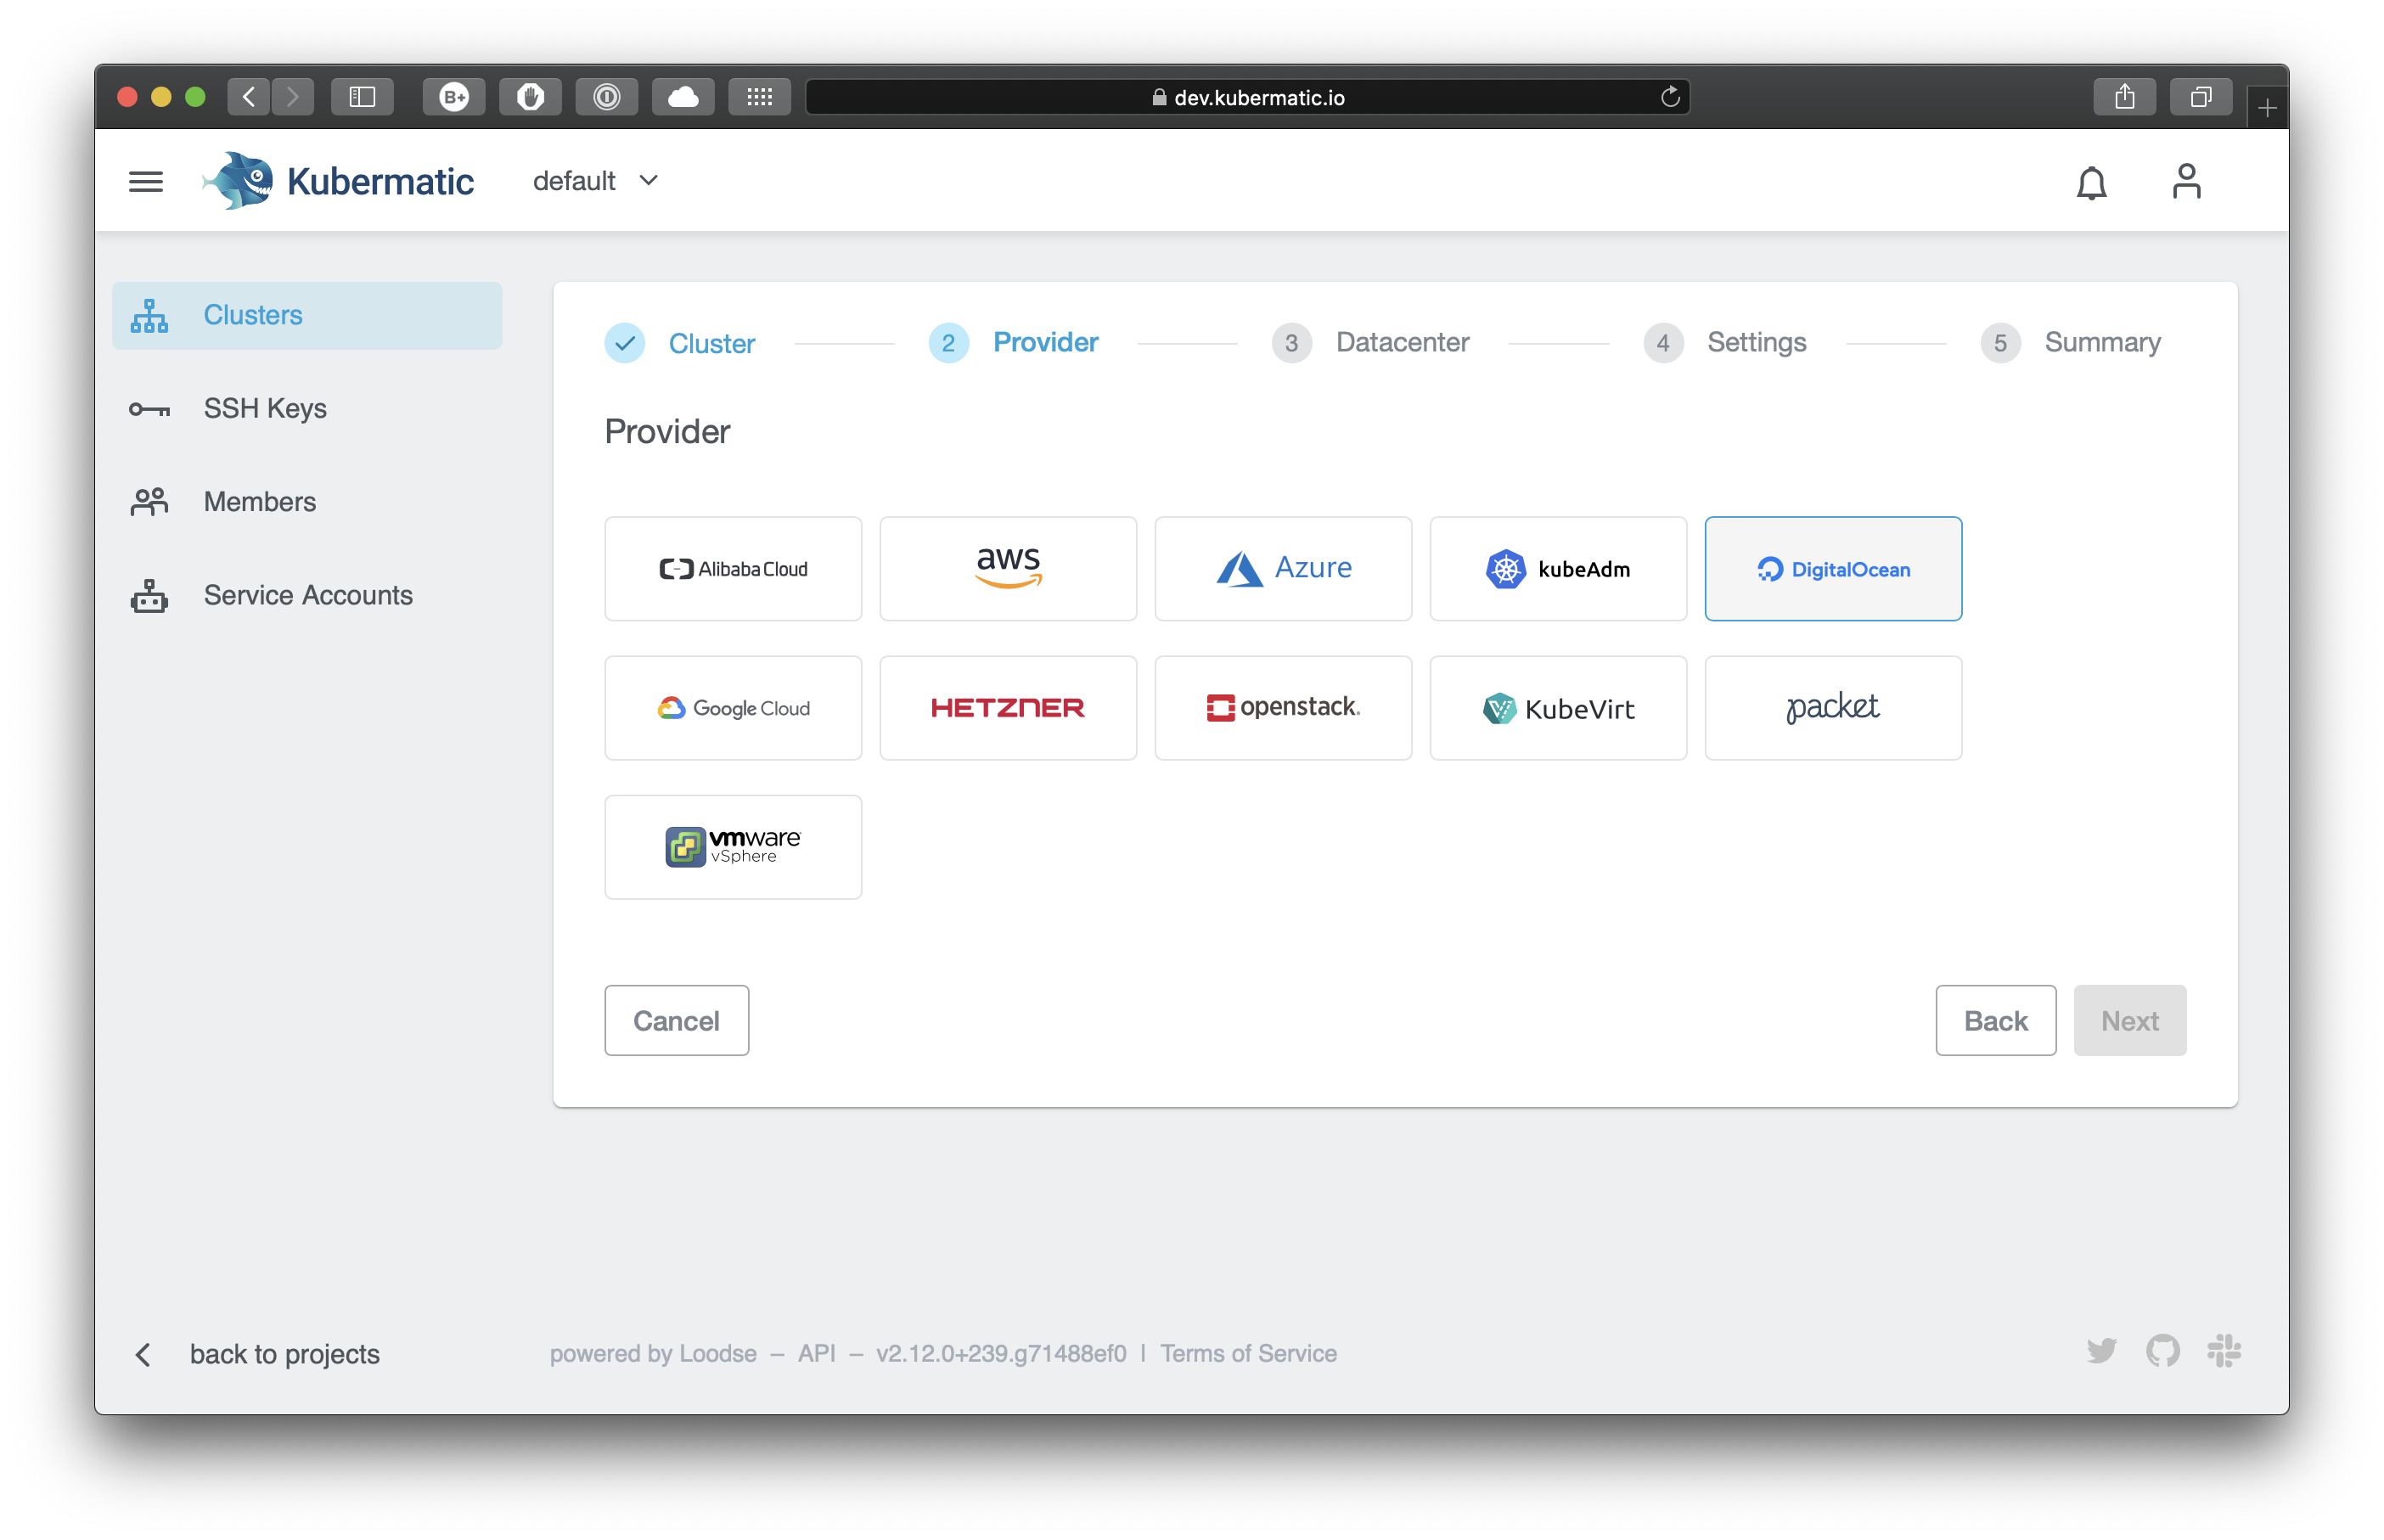 B+
dev.kubermatic.io
Kubermatic
default
Clusters
SSH Keys
Members
Service Accounts
Cluster
2 Provider
3 Datacenter
4 Settings
5 Summary
Provider
Alibaba Cloud
aws
Azure
kubeAdm
DigitalOcean
Google Cloud
HETZNER
openstack.
KubeVirt
packet
vmware
vSphere
Cancel
Back
Next
back to projects
powered by Loodse – API – v2.12.0+239.g71488ef0 | Terms of Service